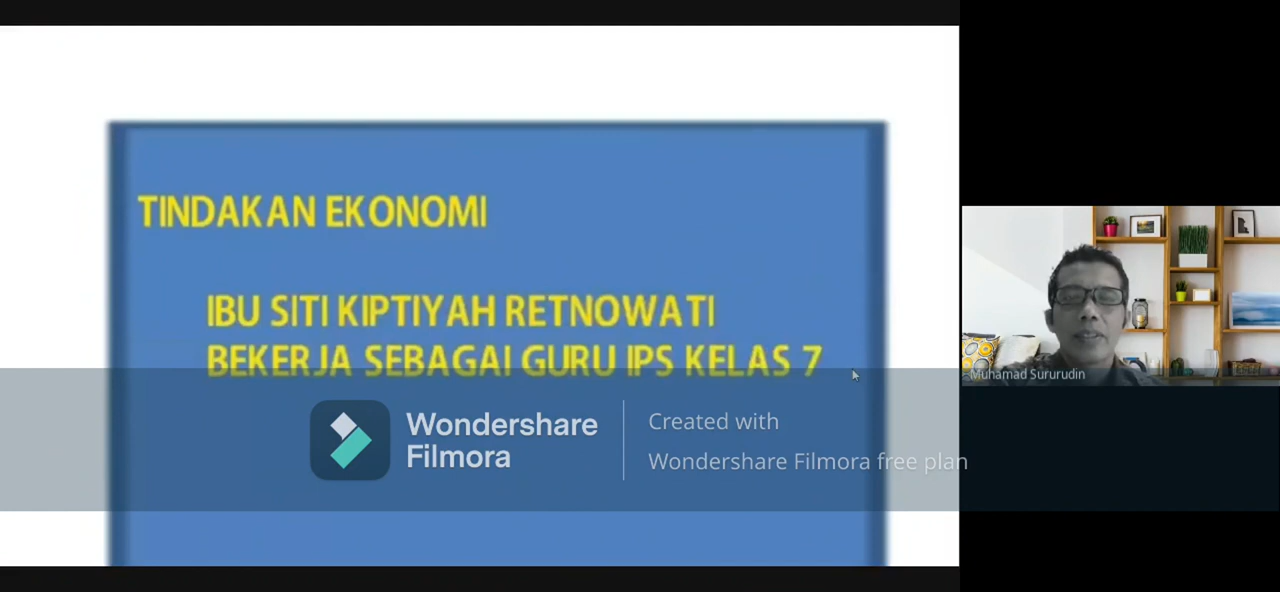 TINDAKAN EKONOMI
IBU SITI KIPTIYAH RETNOWATI
BEKERJA SEBAGAI GURU IPS KELAS 7
Wondershare
Filmora
Created with
Wondershare Filmora free plan
Muhamad Sururudin